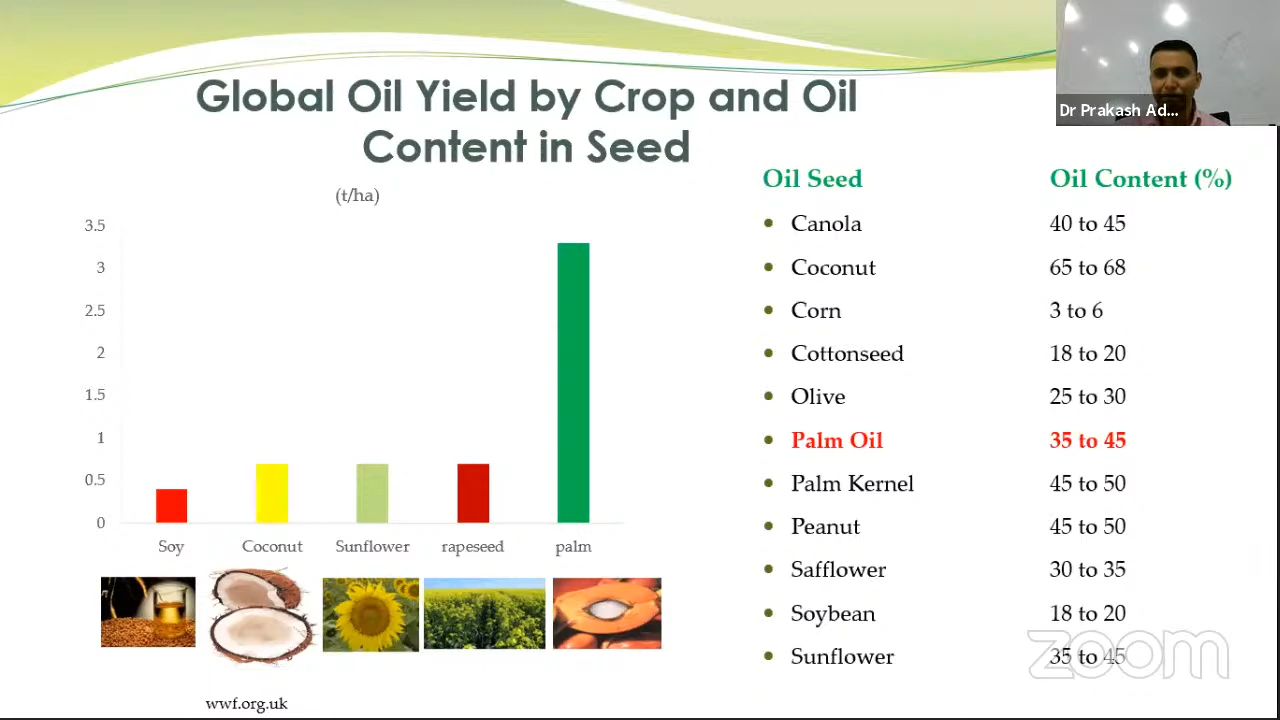 Dr Prakash Ad...
Global Oil Yield by Crop and Oil
Content in Seed
(t/ha)
3.5
3
2.5
2
1.5
1
0.5
0
Soy Coconut Sunflower rapeseed palm
wwf.org.uk
Oil Seed Oil Content (%)
• Canola 40 to 45
• Coconut 65 to 68
• Corn 3 to 6
• Cottonseed 18 to 20
• Olive 25 to 30
• Palm Oil 35 to 45
• Palm Kernel 45 to 50
• Peanut 45 to 50
• Safflower 30 to 35
• Soybean 18 to 20
• Sunflower 35 to 45
zoom